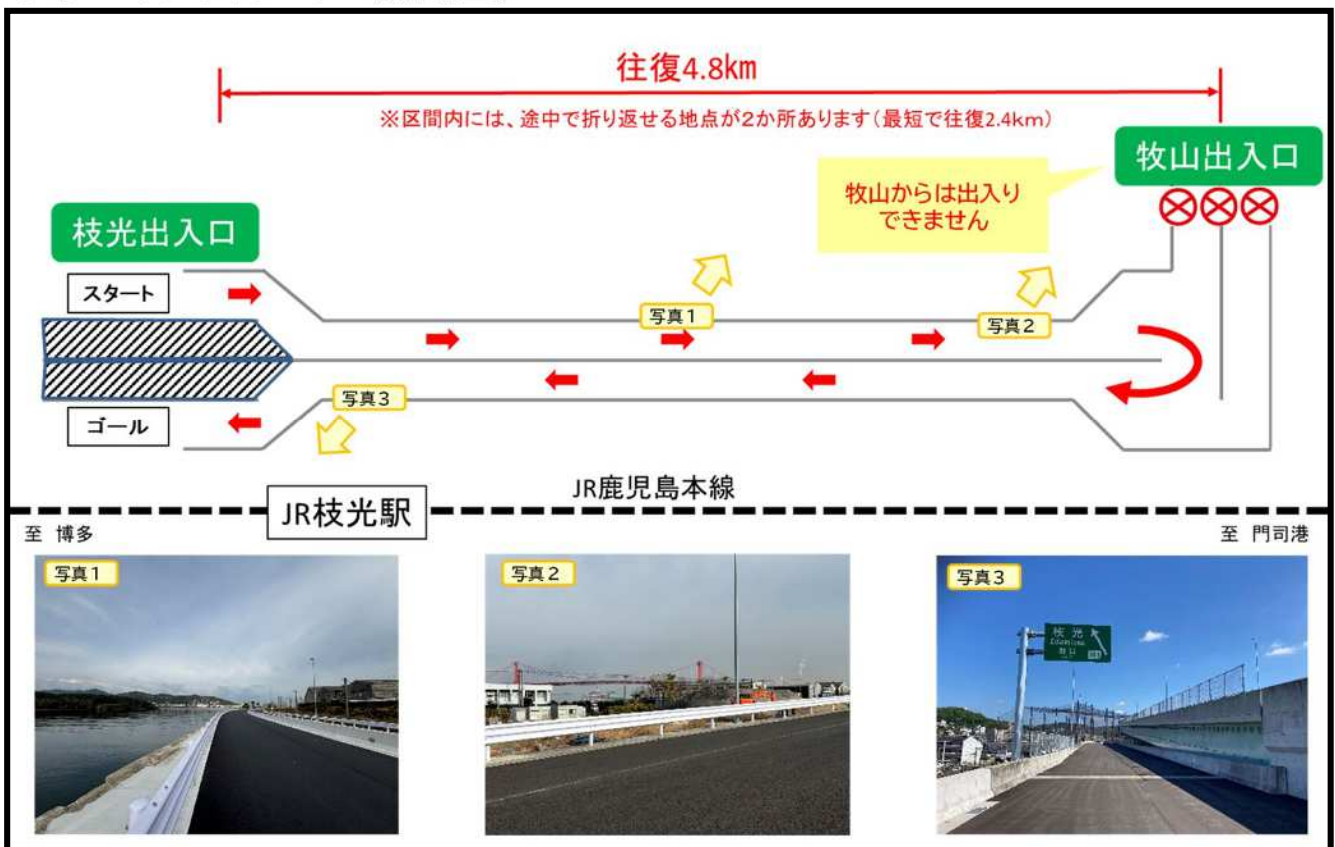 往復4.8km
※区間内には、途中で折り返せる地点が2か所あります(最短で往復2.4km)
牧山出入口
牧山からは出入り
できません
枝光出入口
スタート
写真1
写真2
写真3
ゴール
JR鹿児島本線
JR枝光駅
至 博多
至 門司港
写真1
写真2
写真3
枝光
出口